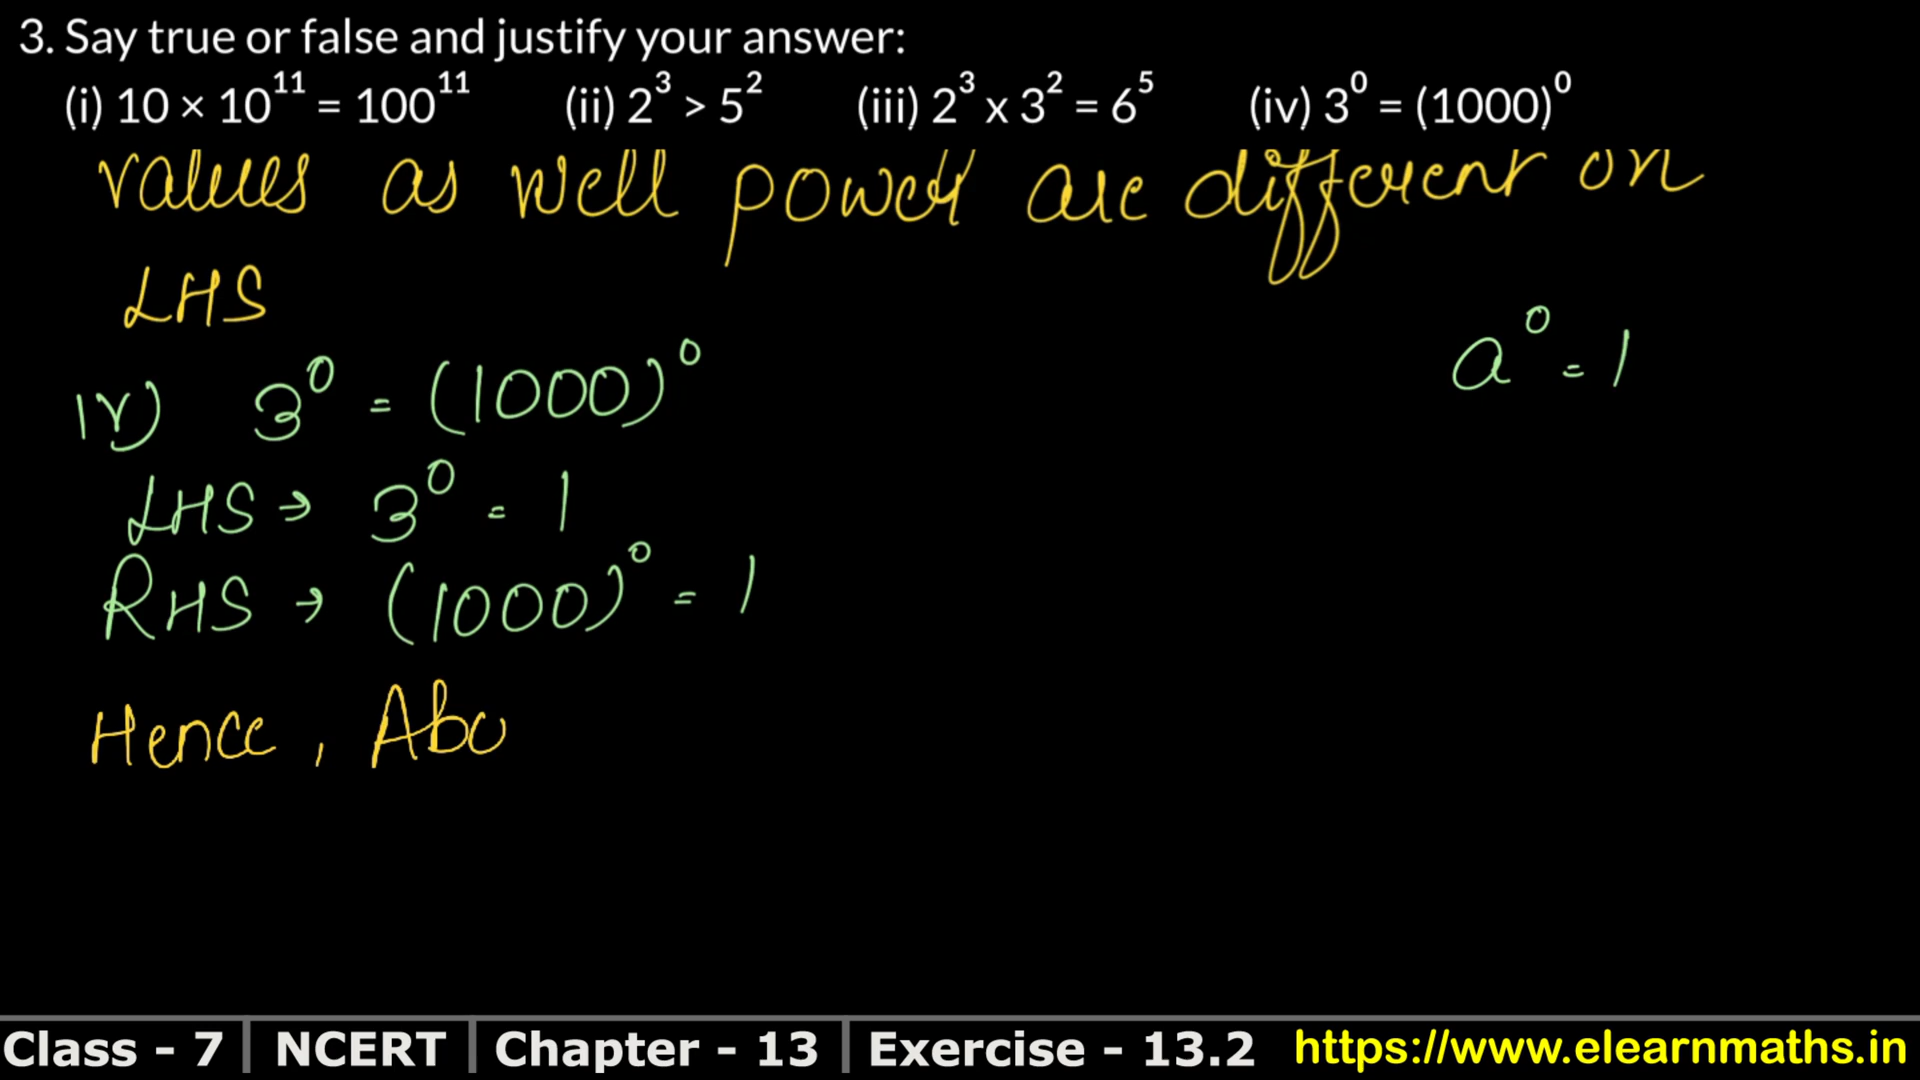 3. Say true or false and justify your answer:
(i) 10 × 10¹¹ = 100¹¹ (ii) 2³ > 5² (iii) 2³ x 3² = 6⁵ (iv) 3⁰ = (1000)⁰
values as well power are different on
LHS
a⁰ = 1
iv) 3⁰ = (1000)⁰
LHS → 3⁰ = 1
RHS → (1000)⁰ = 1
Hence, Abo
Class - 7 | NCERT | Chapter - 13 | Exercise - 13.2 https://www.elearnmaths.in